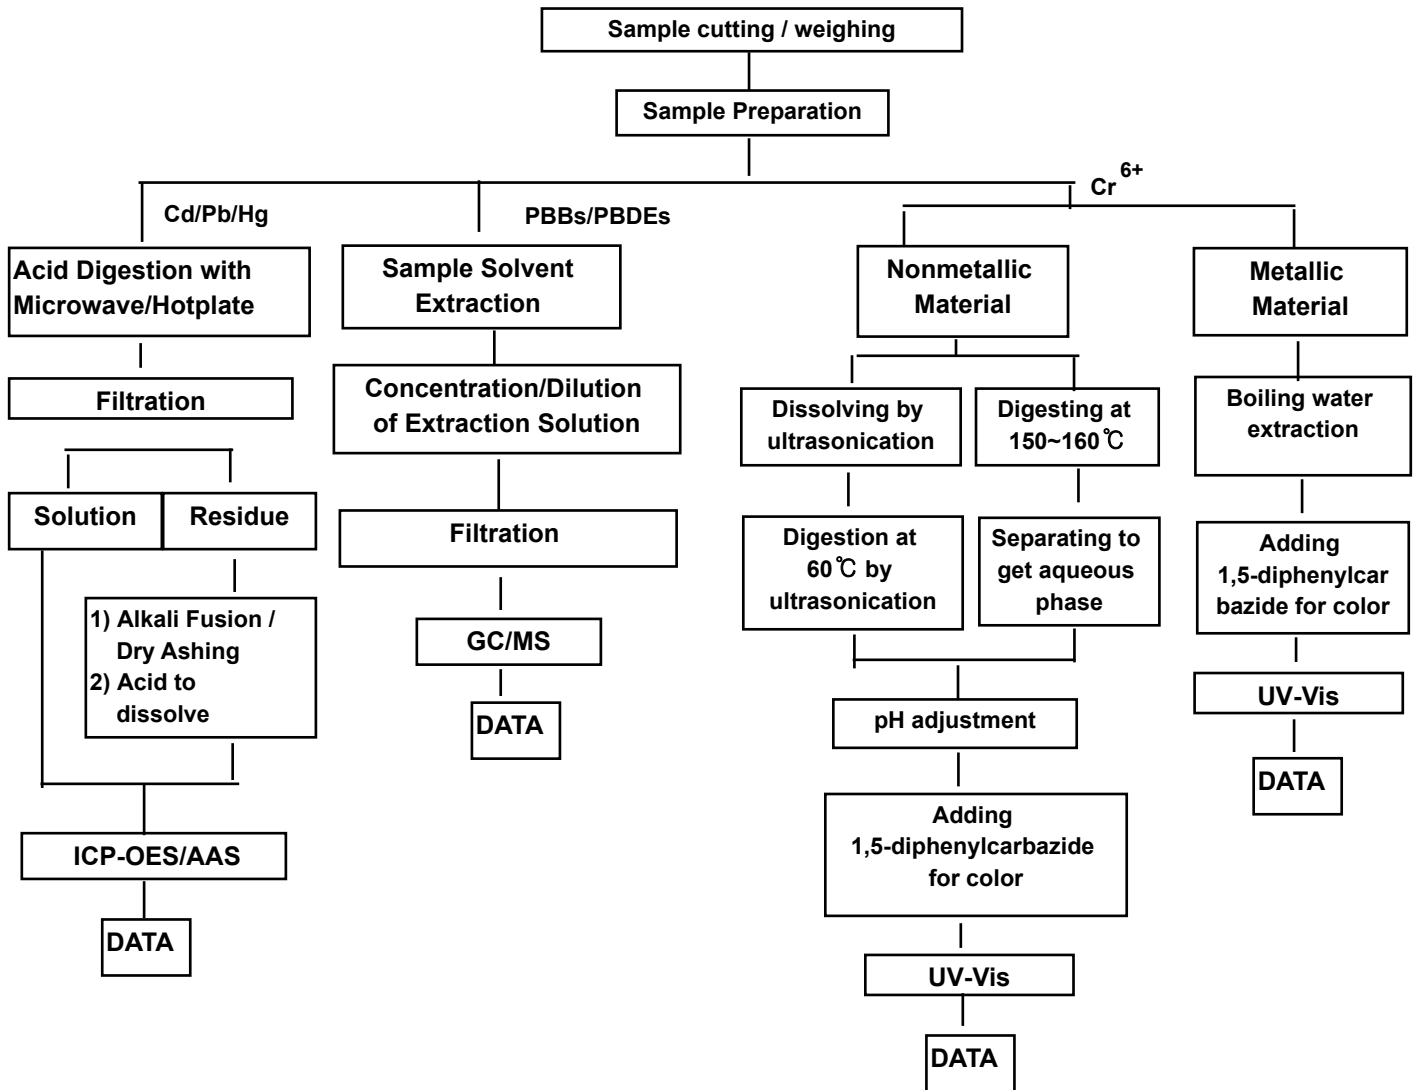 Sample cutting / weighing
Sample Preparation
Cd/Pb/Hg
PBBs/PBDEs
Cr 6+
Acid Digestion with
Microwave/Hotplate
Filtration
Solution
Residue
1) Alkali Fusion /
Dry Ashing
2) Acid to
dissolve
ICP-OES/AAS
DATA
Sample Solvent
Extraction
Concentration/Dilution
of Extraction Solution
Filtration
GC/MS
DATA
Nonmetallic
Material
Dissolving by
ultrasonication
Digestion at
60℃ by
ultrasonication
Digesting at
150~160℃
Separating to
get aqueous
phase
pH adjustment
Adding
1,5-diphenylcarbazide
for color
UV-Vis
DATA
Metallic
Material
Boiling water
extraction
Adding
1,5-diphenylcar
bazide for color
UV-Vis
DATA